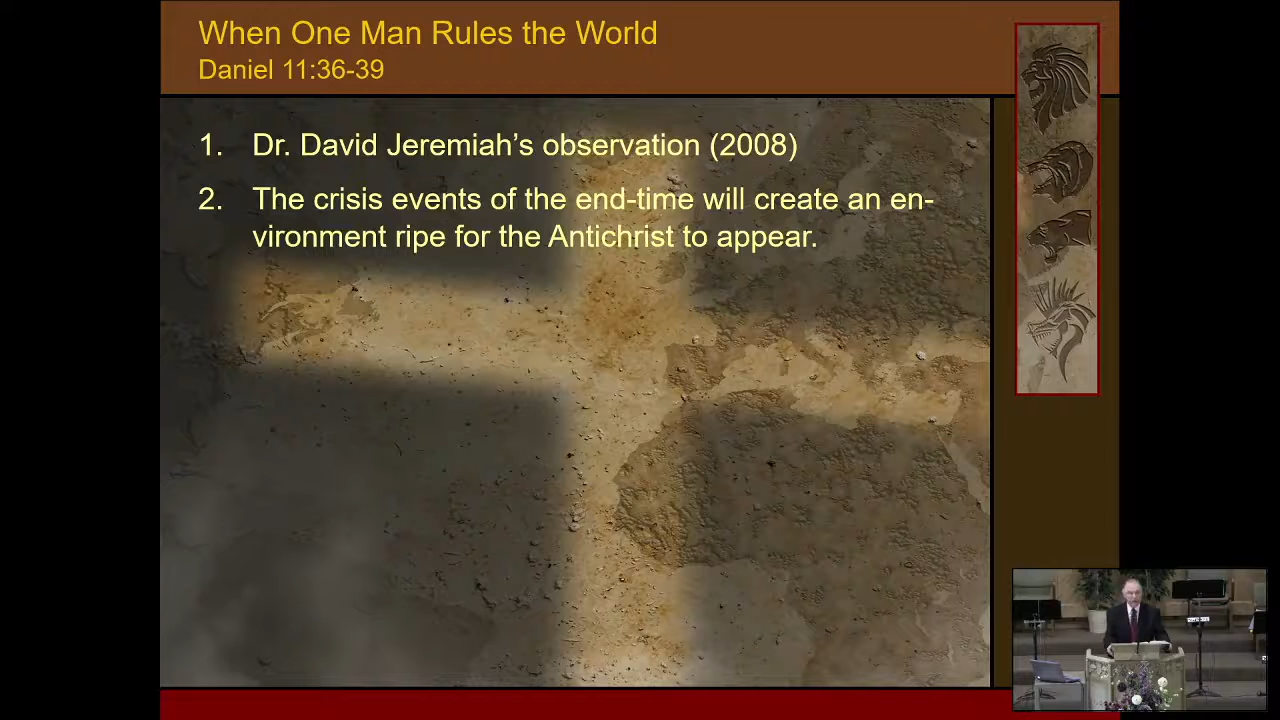 When One Man Rules the World
Daniel 11:36-39
1. Dr. David Jeremiah’s observation (2008)
2. The crisis events of the end-time will create an en-
vironment ripe for the Antichrist to appear.